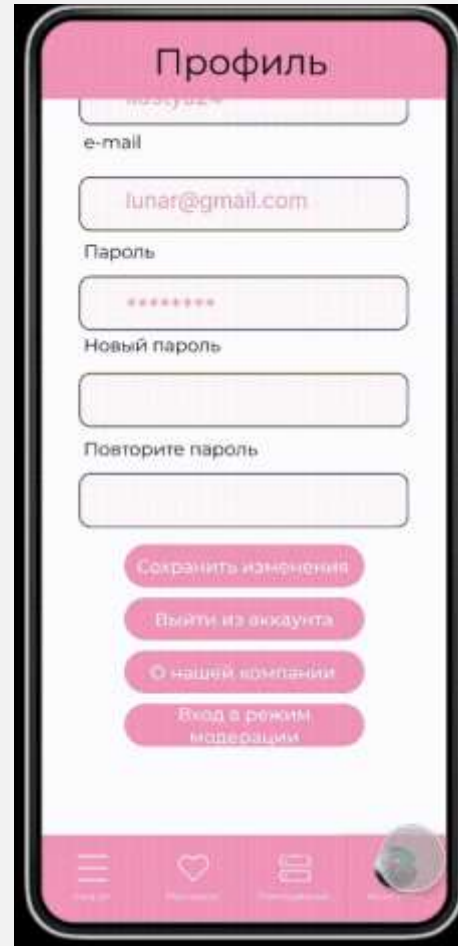 Профиль
e-mail
lunar@gmail.com
Пароль
********
Новый пароль
Повторите пароль
Сохранить изменения
Выйти из аккаунта
О нашей компании
Вход в режим
модерации